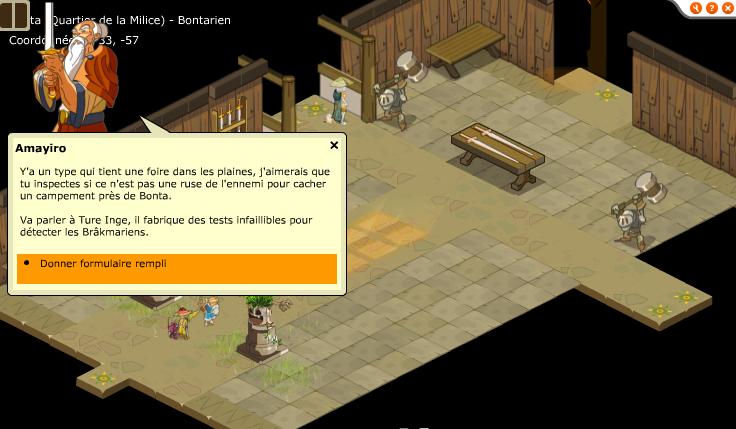 (Quartier de la Milice) - Bontarien
Coordonnées 33, -57
Amayiro
Y'a un type qui tient une foire dans les plaines, j'aimerais que
tu inspectes si ce n'est pas une ruse de l'ennemi pour cacher
un campement près de Bonta.
Va parler à Ture Inge, il fabrique des tests infaillibles pour
détecter les Brâkmariens.
Donner formulaire rempli